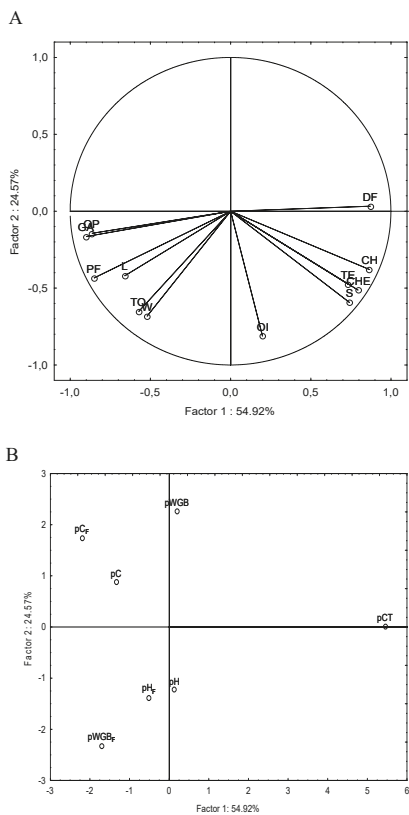 A
1,0
0,5
0,0
-0,5
-1,0
Factor 2 : 24.57%
DF
GA OP
PF L
CH
TE CHE
S
TO W
OI
-1,0 -0,5 0,0 0,5 1,0
Factor 1 : 54.92%
B
3
2
1
0
-1
-2
-3
Factor 2 : 24.57%
pWGB
pCF
pC
pCT
pHF pH
pWGBF
-3 -2 -1 0 1 2 3 4 5 6
Factor 1: 54.92%